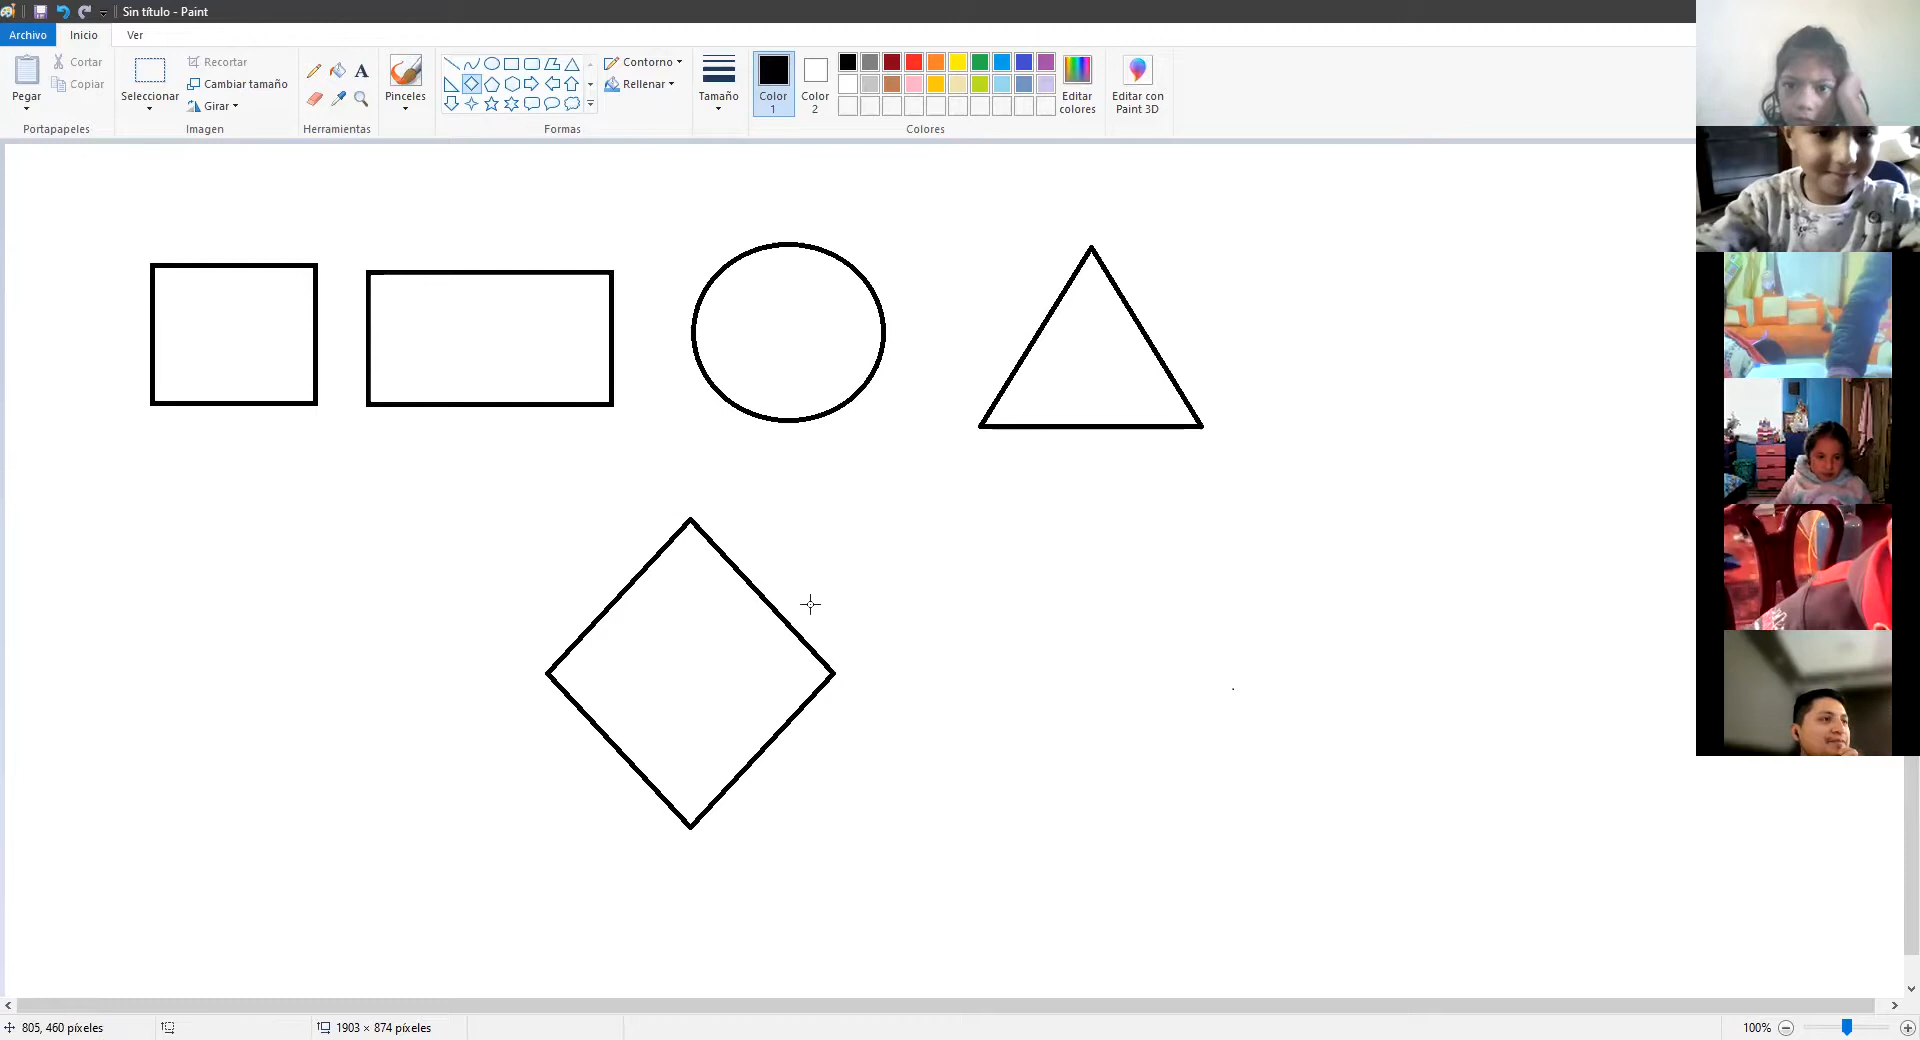 Sin título - Paint
Archivo Inicio Ver
Pegar
Cortar
Copiar
Portapapeles
Seleccionar
Recortar
Cambiar tamaño
Girar
Imagen
A
Herramientas
Pinceles
Contorno
Rellenar
Formas
Tamaño
Color
1
Color
2
Editar
colores
Colores
Editar con
Paint 3D
805, 460 píxeles
1903 × 874 píxeles
100%